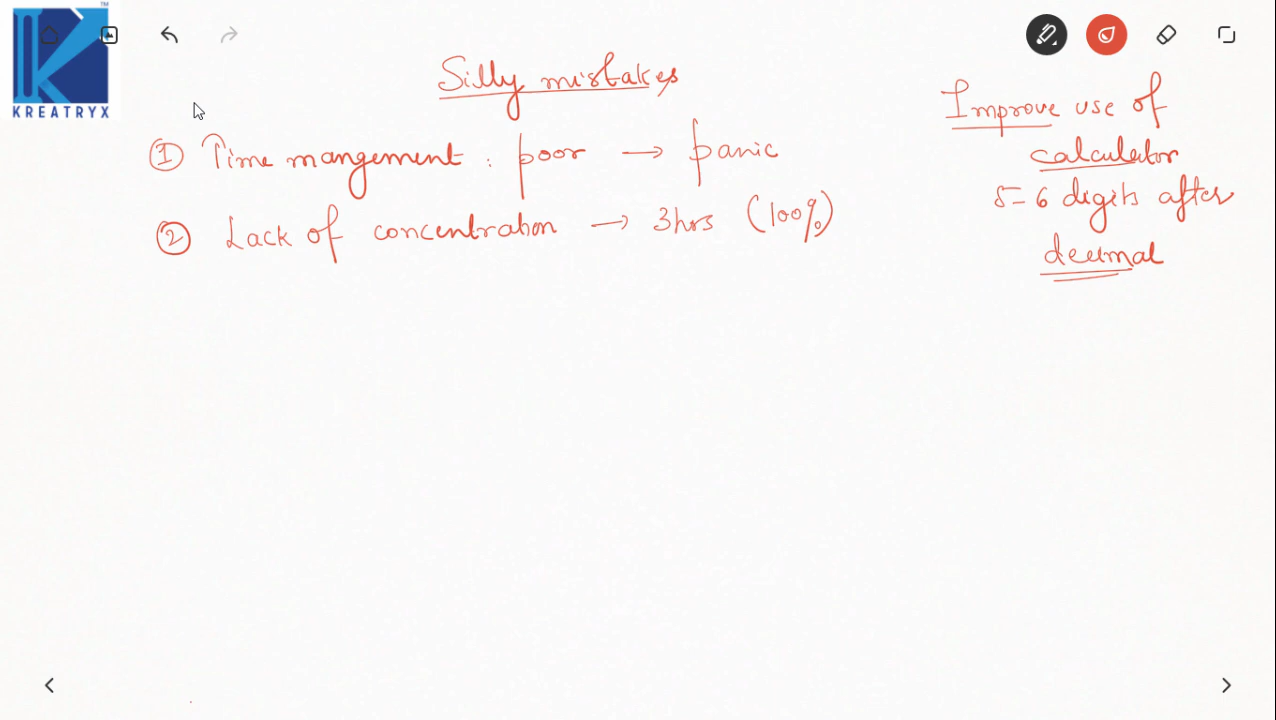 TM
KREATRYX
Silly mistakes
① Time mangement : poor → panic
② Lack of concentration → 3hrs (100%)
Improve use of
calculator
5-6 digits after
decimal